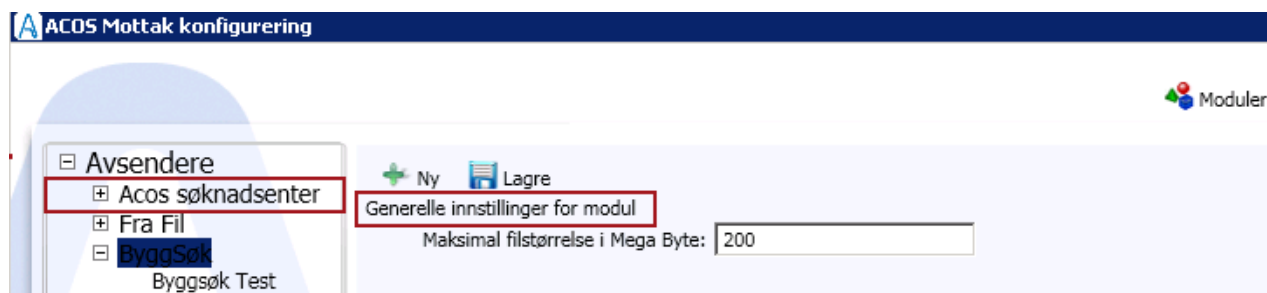 ACOS Mottak konfigurering
Moduler
Avsendere
Acos søknadsenter
Fra Fil
ByggSøk
Byggsøk Test
Ny Lagre
Generelle innstillinger for modul
Maksimal filstørrelse i Mega Byte: 200